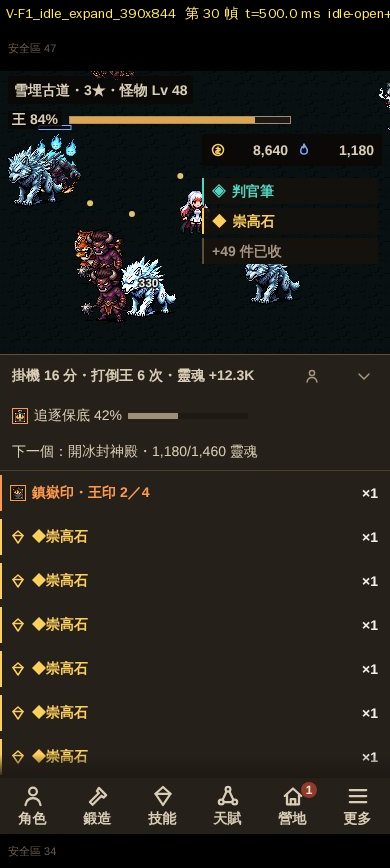 V-F1_idle_expand_390x844 第 30 幀 t=500.0 ms idle-open+
安全區 47
雪埋古道・3★・怪物 Lv 48
王 84%
8,640 1,180
判官筆
◆ 崇高石
+49 件已收
330
掛機 16 分・打倒王 6 次・靈魂 +12.3K
追逐保底 42%
下一個：開冰封神殿・1,180/1,460 靈魂
鎮嶽印・王印 2／4 ×1
◆崇高石 ×1
◆崇高石 ×1
◆崇高石 ×1
◆崇高石 ×1
◆崇高石 ×1
◆崇高石 ×1
1
角色 鍛造 技能 天賦 營地 更多
安全區 34